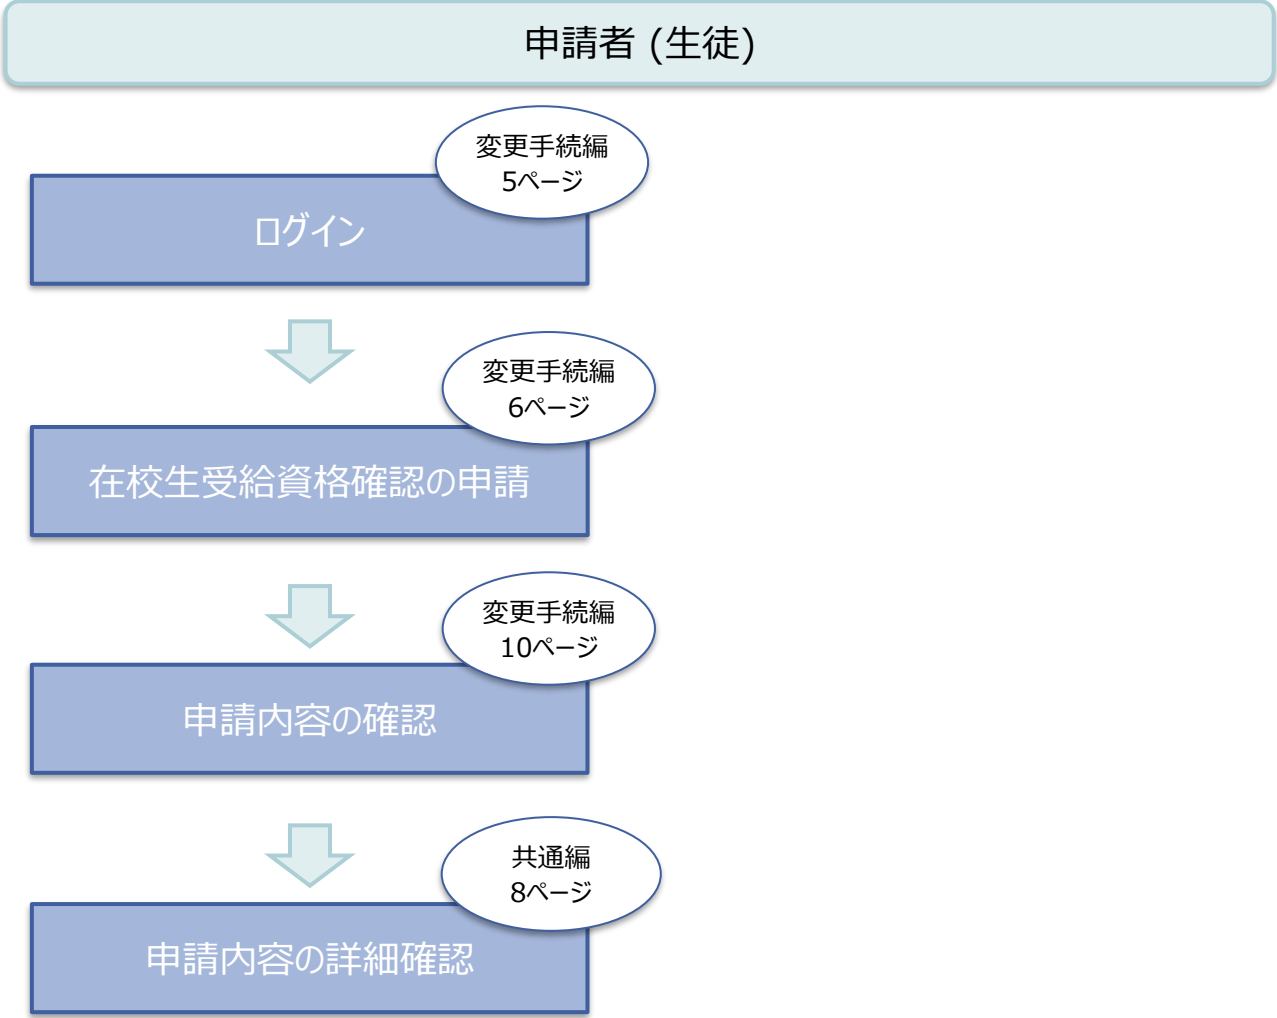 申請者 (生徒)
変更手続編
5ページ
ログイン
変更手続編
6ページ
在校生受給資格確認の申請
変更手続編
10ページ
申請内容の確認
共通編
8ページ
申請内容の詳細確認